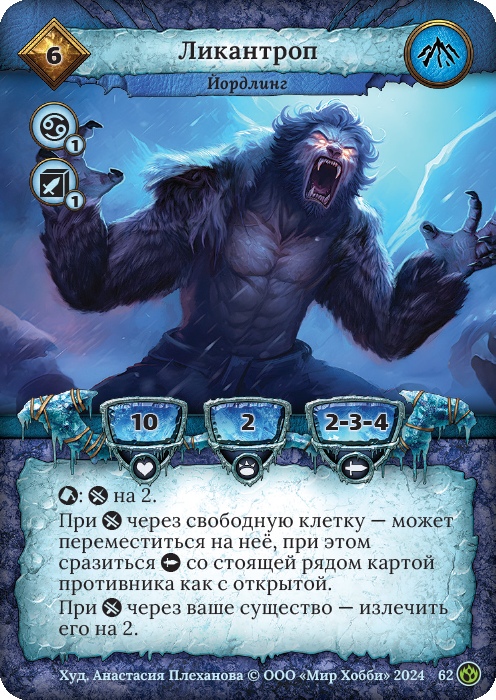 6
Ликантроп
Йордлинг
1
1
10
2
2-3-4
: на 2.
При через свободную клетку — может
переместиться на неё, при этом
сразиться со стоящей рядом картой
противника как с открытой.
При через ваше существо — излечить
его на 2.
Худ. Анастасия Плеханова © ООО «Мир Хобби» 2024 62